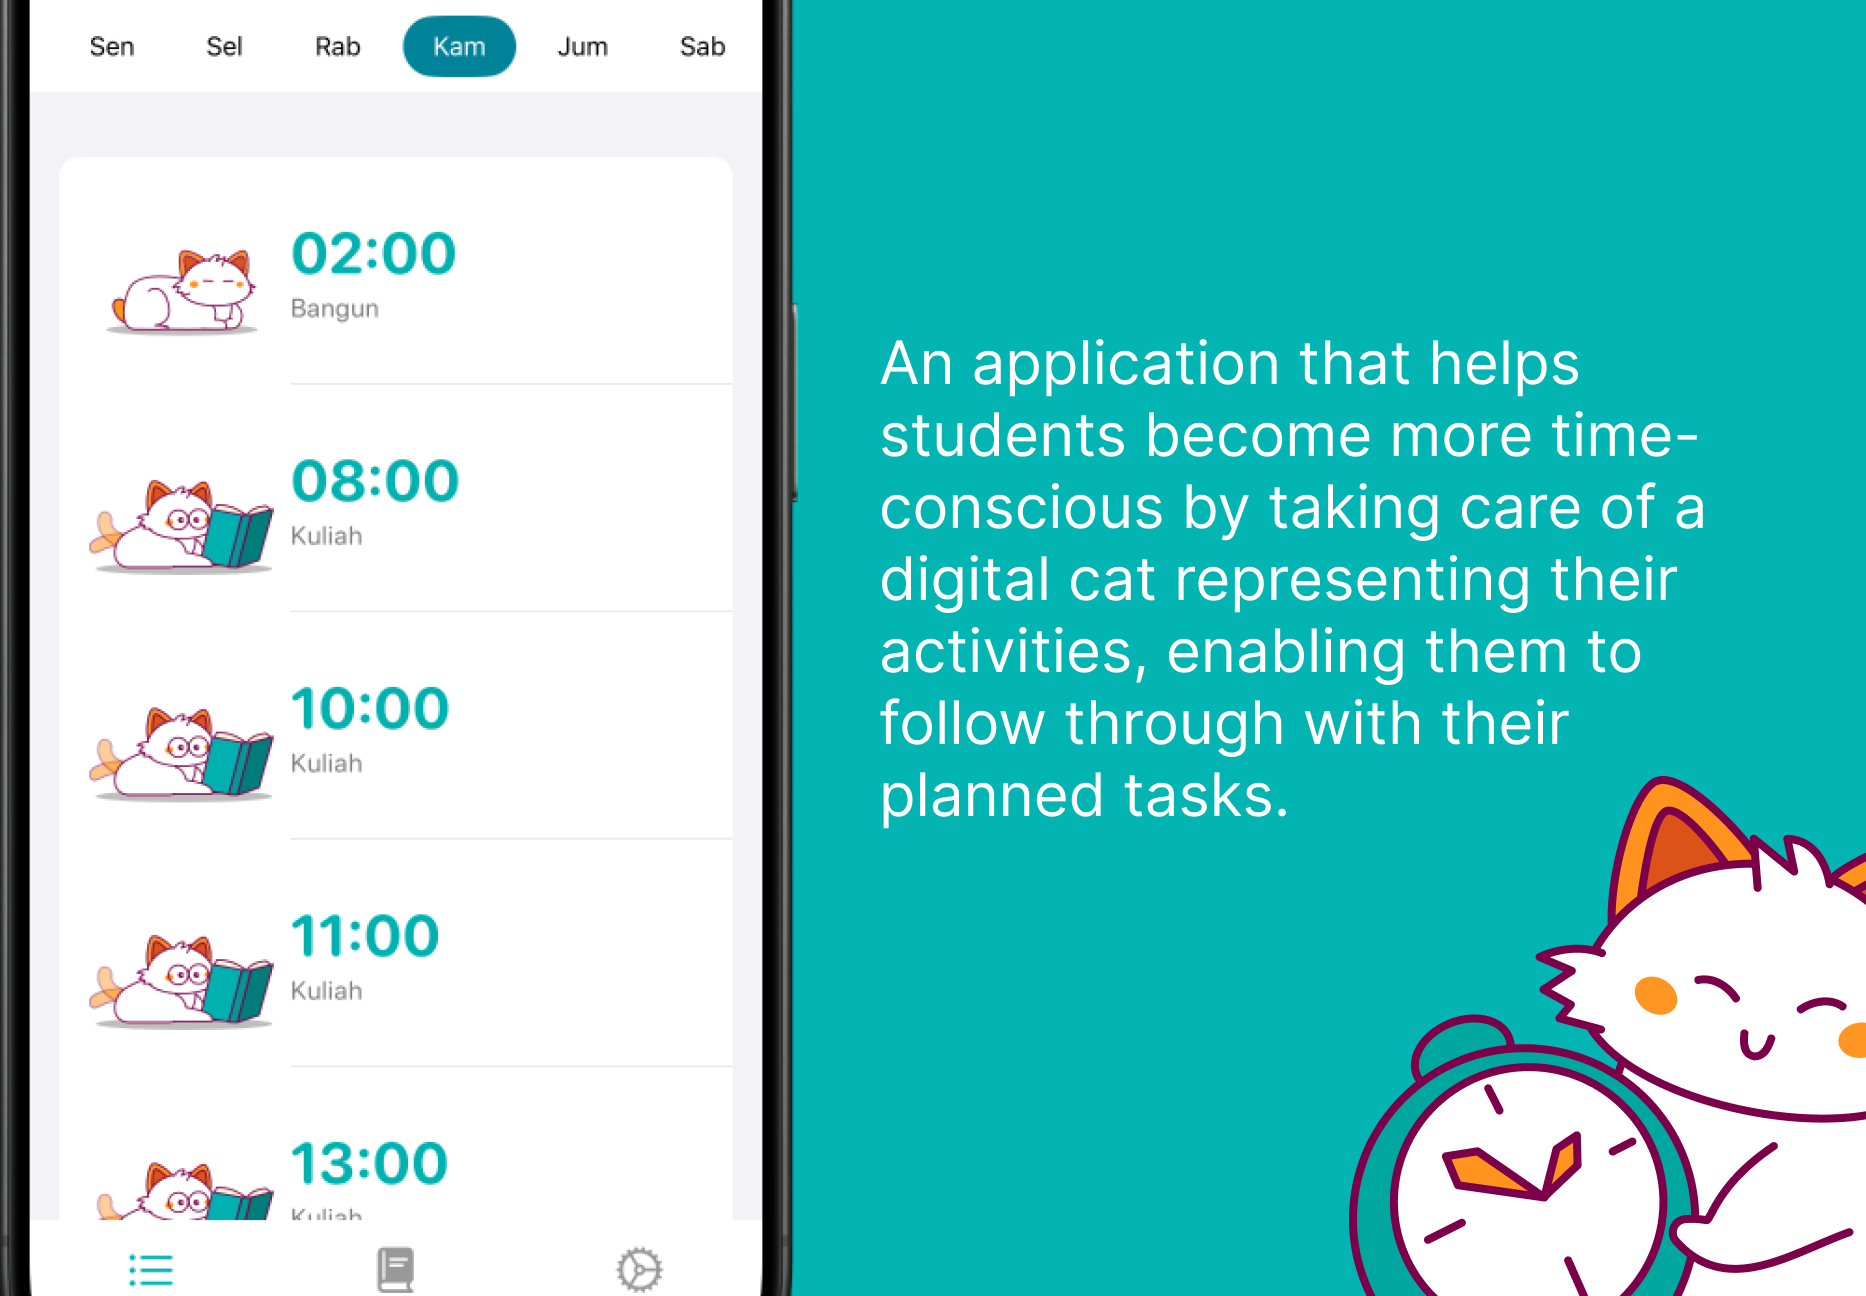 Sen Sel Rab Kam Jum Sab
02:00
Bangun
08:00
Kuliah
10:00
Kuliah
11:00
Kuliah
13:00
Kuliah
An application that helps
students become more time-
conscious by taking care of a
digital cat representing their
activities, enabling them to
follow through with their
planned tasks.